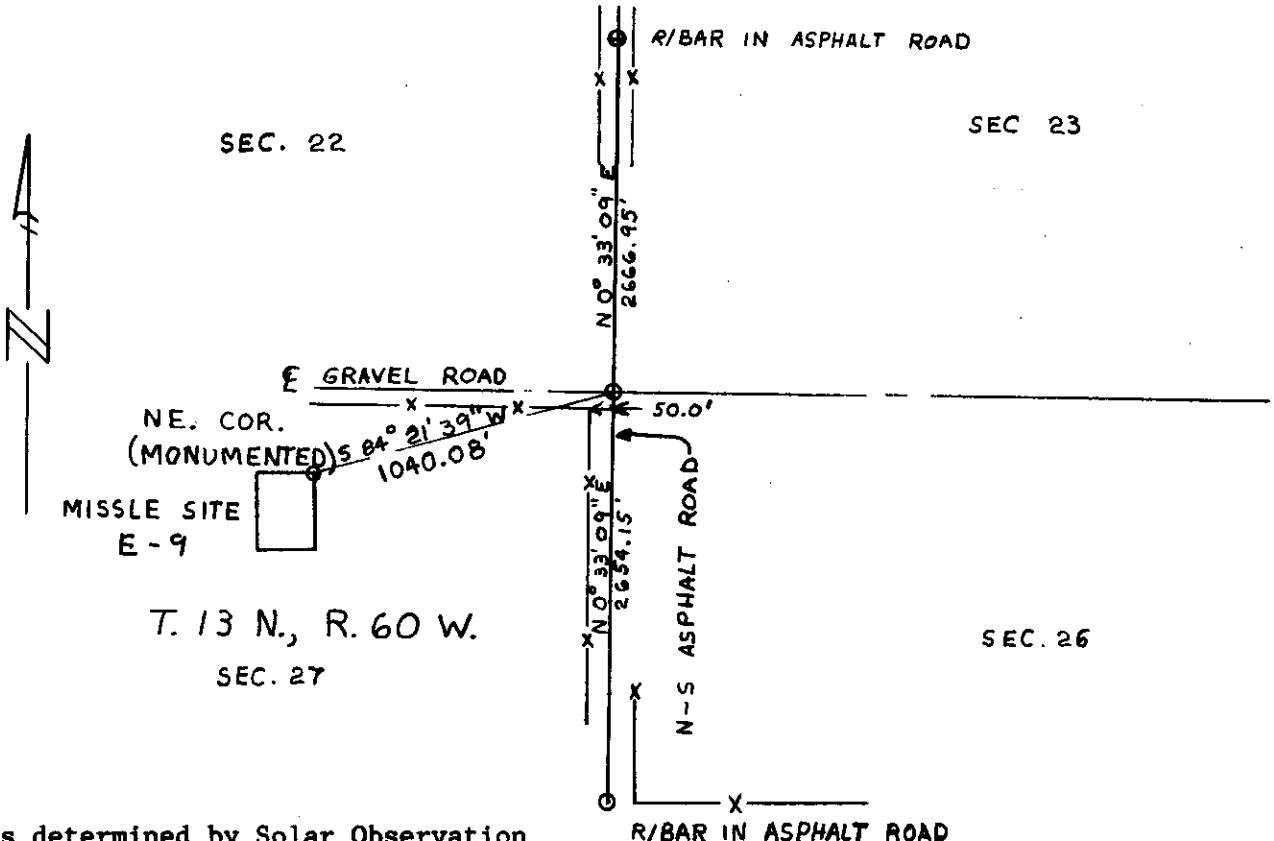 R/BAR IN ASPHALT ROAD
SEC. 22
SEC 23
N 0° 33' 09" E
2666.95'
N
℄ GRAVEL ROAD
50.0'
NE. COR.
(MONUMENTED)
S 84° 21' 39" W
1040.08'
MISSLE SITE
E-9
N 0° 33' 09" E
2654.15'
N-S ASPHALT ROAD
T. 13 N., R. 60 W.
SEC. 27
SEC. 26
s determined by Solar Observation
R/BAR IN ASPHALT ROAD